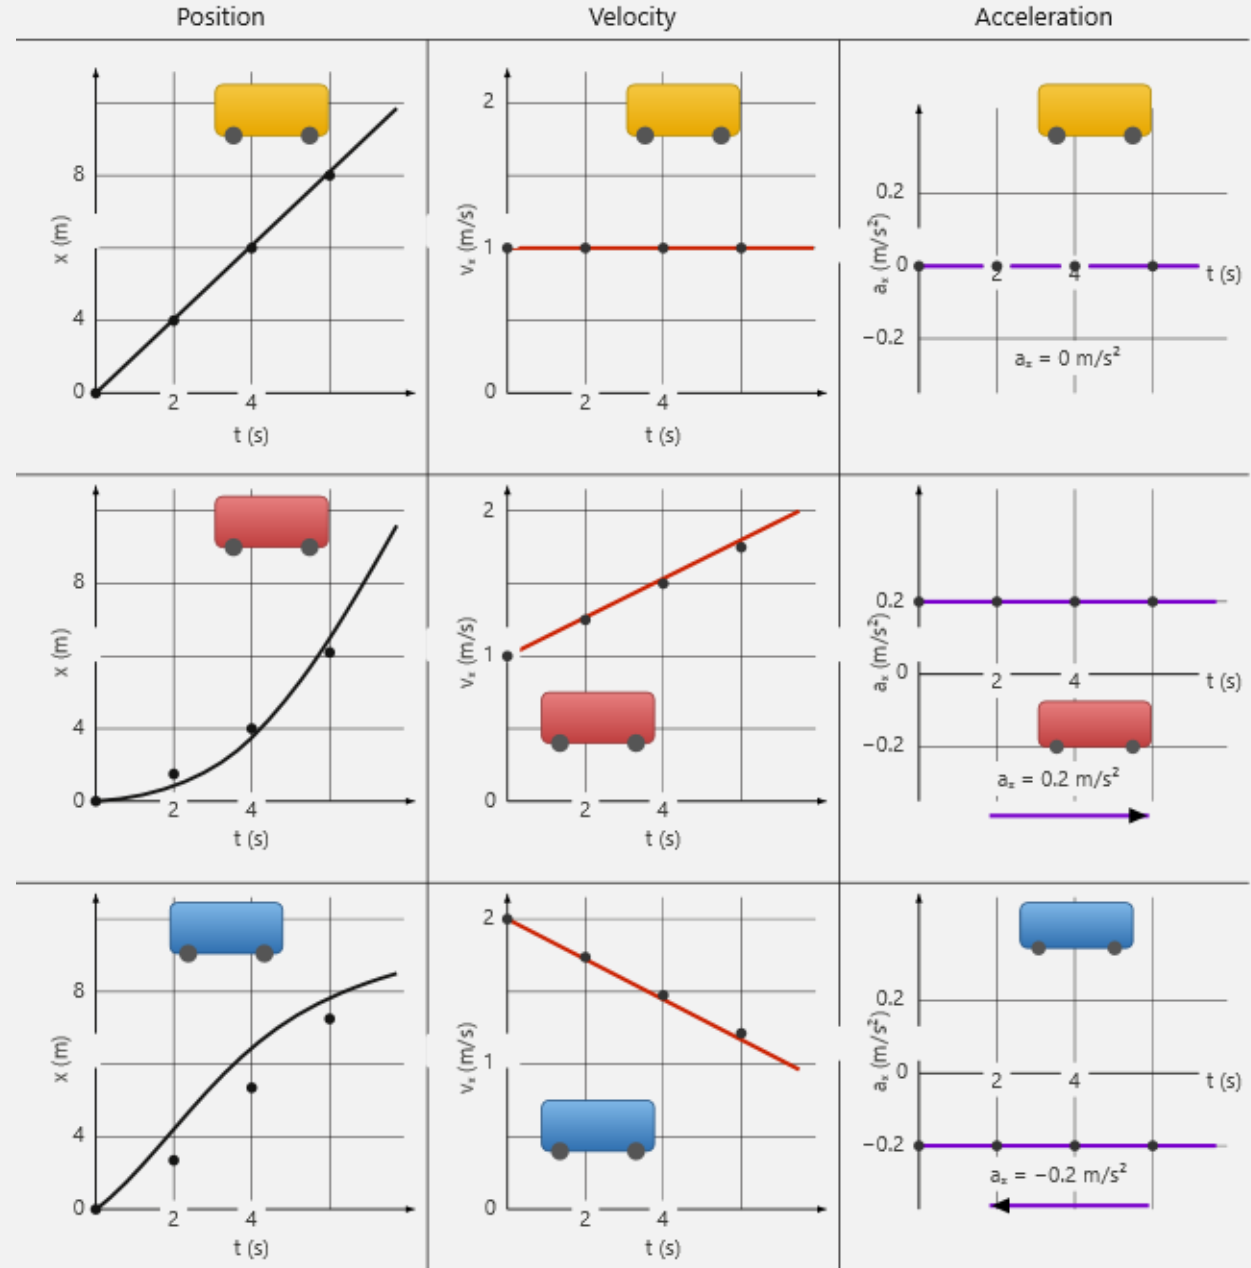 Position Velocity Acceleration
8
4
0
2 4
x (m)
t (s)
2
1
0
2 4
vₓ (m/s)
t (s)
0.2
0
−0.2
2 4
aₓ (m/s²)
t (s)
aₓ = 0 m/s²
8
4
0
2 4
x (m)
t (s)
2
1
0
2 4
vₓ (m/s)
t (s)
0.2
0
−0.2
2 4
aₓ (m/s²)
t (s)
aₓ = 0.2 m/s²
8
4
0
2 4
x (m)
t (s)
2
1
0
2 4
vₓ (m/s)
t (s)
0.2
0
−0.2
2 4
aₓ (m/s²)
t (s)
aₓ = −0.2 m/s²